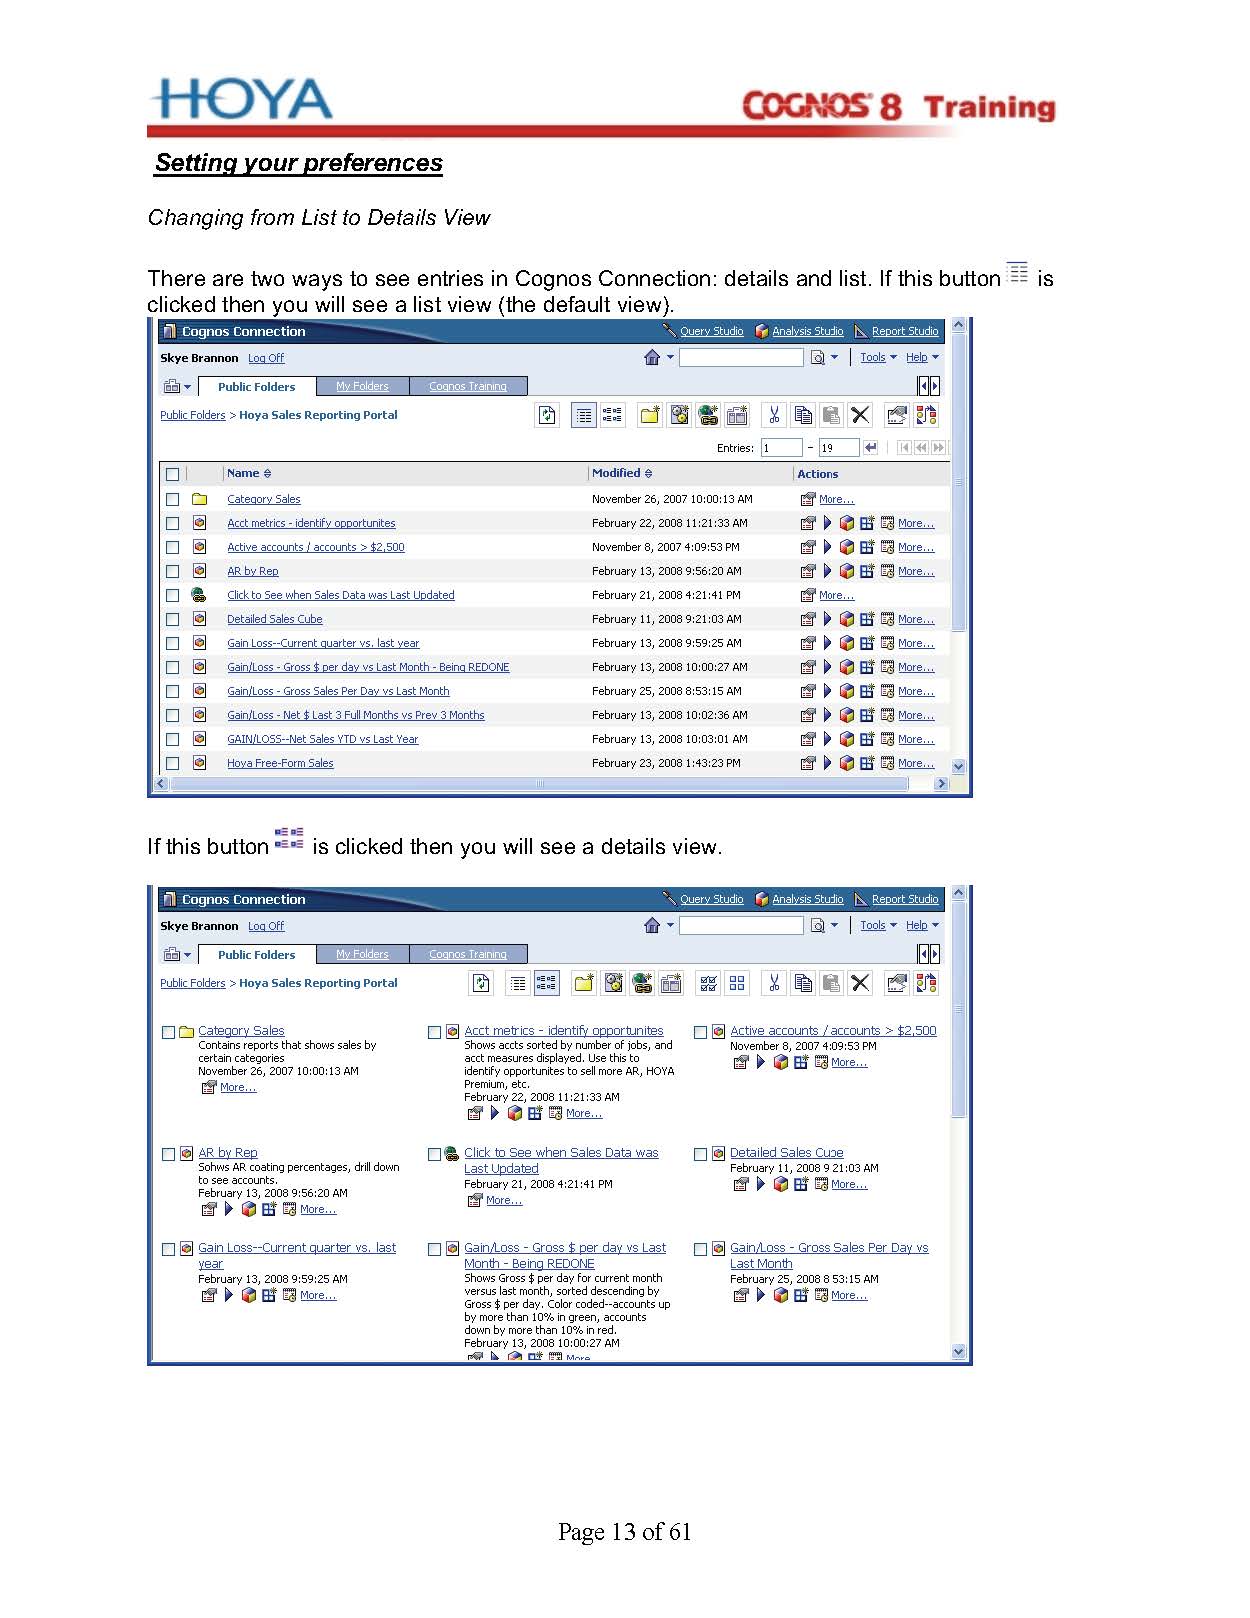 HOYA
COGNOS 8 Training
Setting your preferences
Changing from List to Details View
There are two ways to see entries in Cognos Connection: details and list. If this button is
clicked then you will see a list view (the default view).
Cognos Connection Query Studio Analysis Studio Report Studio
Skye Brannon Log Off Tools Help
Public Folders My Folders Cognos Training
Public Folders > Hoya Sales Reporting Portal
Entries: 1 - 19
Name Modified Actions
Category Sales November 26, 2007 10:00:13 AM More...
Acct metrics - identify opportunites February 22, 2008 11:21:33 AM More...
Active accounts / accounts > $2,500 November 8, 2007 4:09:53 PM More...
AR by Rep February 13, 2008 9:56:20 AM More...
Click to See when Sales Data was Last Updated February 21, 2008 4:21:41 PM More...
Detailed Sales Cube February 11, 2008 9:21:03 AM More...
Gain Loss--Current quarter vs. last year February 13, 2008 9:59:25 AM More...
Gain/Loss - Gross $ per day vs Last Month - Being REDONE February 13, 2008 10:00:27 AM More...
Gain/Loss - Gross Sales Per Day vs Last Month February 25, 2008 8:53:15 AM More...
Gain/Loss - Net $ Last 3 Full Months vs Prev 3 Months February 13, 2008 10:02:36 AM More...
GAIN/LOSS--Net Sales YTD vs Last Year February 13, 2008 10:03:01 AM More...
Hoya Free-Form Sales February 23, 2008 1:43:23 PM More...
If this button is clicked then you will see a details view.
Cognos Connection Query Studio Analysis Studio Report Studio
Skye Brannon Log Off Tools Help
Public Folders My Folders Cognos Training
Public Folders > Hoya Sales Reporting Portal
Category Sales
Contains reports that shows sales by
certain categories
November 26, 2007 10:00:13 AM
More...
Acct metrics - identify opportunites
Shows accts sorted by number of jobs, and
acct measures displayed. Use this to
identify opportunities to sell more AR, HOYA
Premium, etc.
February 22, 2008 11:21:33 AM
More...
Active accounts / accounts > $2,500
November 8, 2007 4:09:53 PM
More...
AR by Rep
Sohws AR coating percentages, drill down
to see accounts.
February 13, 2008 9:56:20 AM
More...
Click to See when Sales Data was
Last Updated
February 21, 2008 4:21:41 PM
More...
Detailed Sales Cube
February 11, 2008 9 21:03 AM
More...
Gain Loss--Current quarter vs. last
year
February 13, 2008 9:59:25 AM
More...
Gain/Loss - Gross $ per day vs Last
Month - Being REDONE
Shows Gross $ per day for current month
versus last month, sorted descending by
Gross $ per day. Color coded--accounts up
by more than 10% in green, accounts
down by more than 10% in red.
February 13, 2008 10:00:27 AM
More
Gain/Loss - Gross Sales Per Day vs
Last Month
February 25, 2008 8 53:15 AM
More...
Page 13 of 61